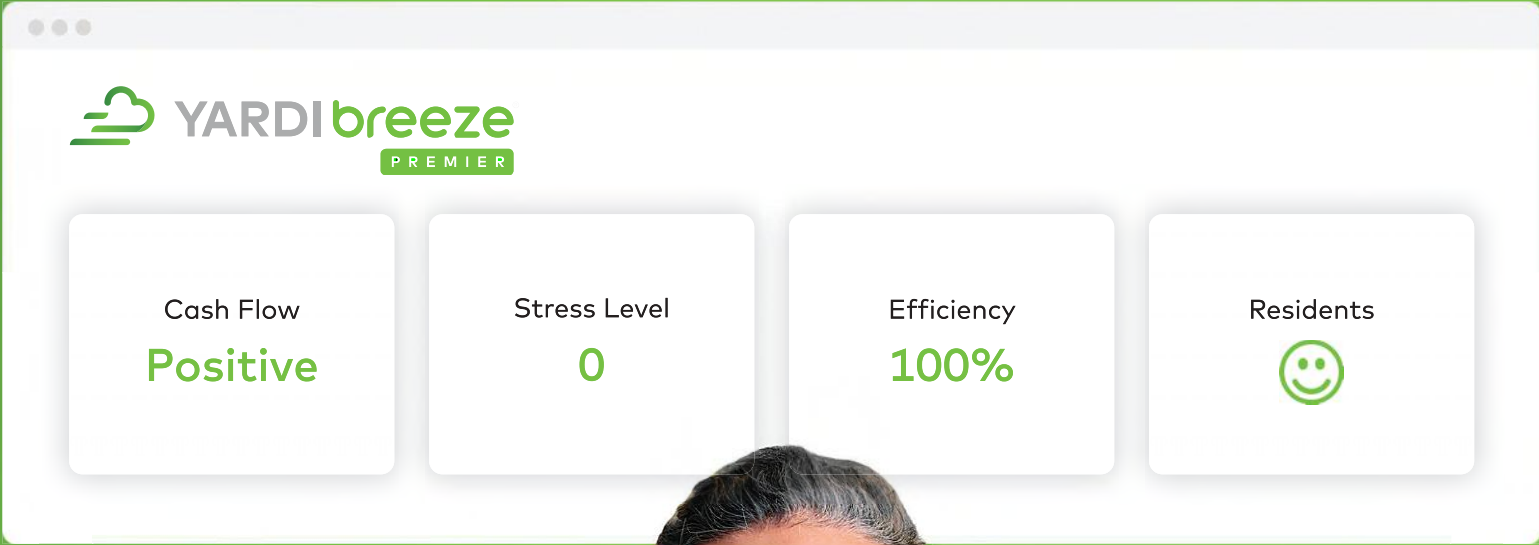 YARDI breeze
PREMIER
Cash Flow
Positive
Stress Level
0
Efficiency
100%
Residents